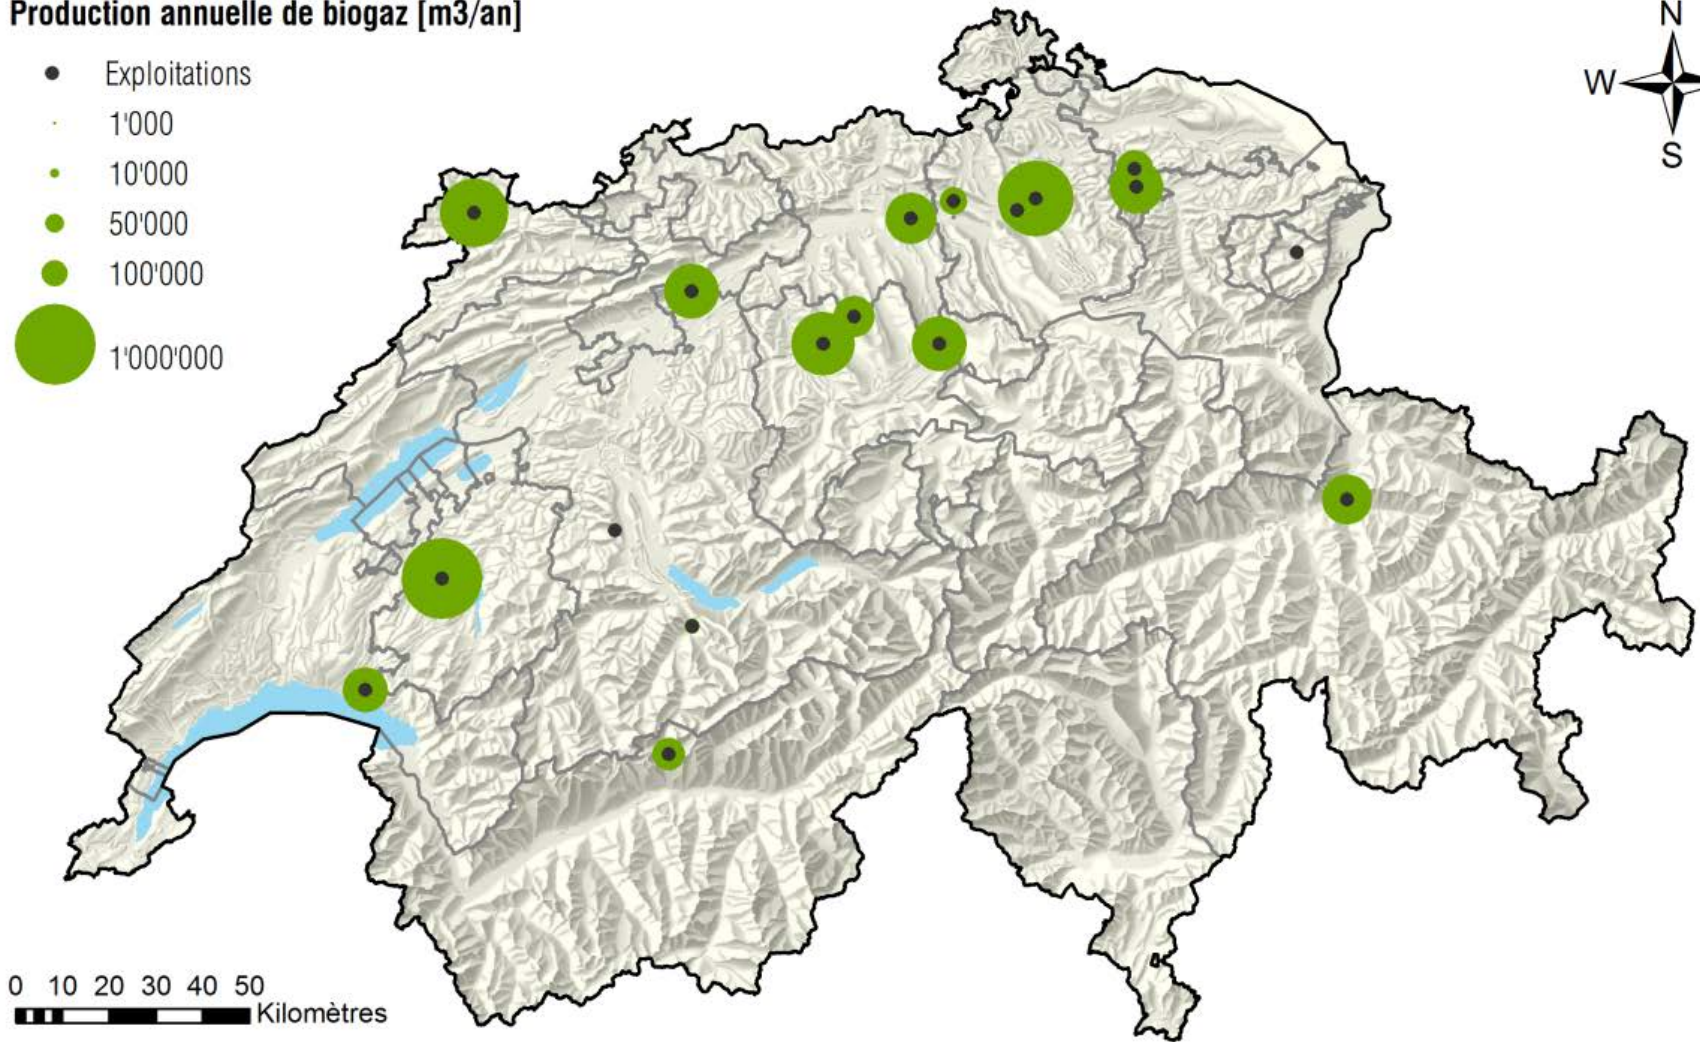 Production annuelle de biogaz [m3/an]
Exploitations
1'000
10'000
50'000
100'000
1'000'000
N
W
S
0 10 20 30 40 50
Kilomètres